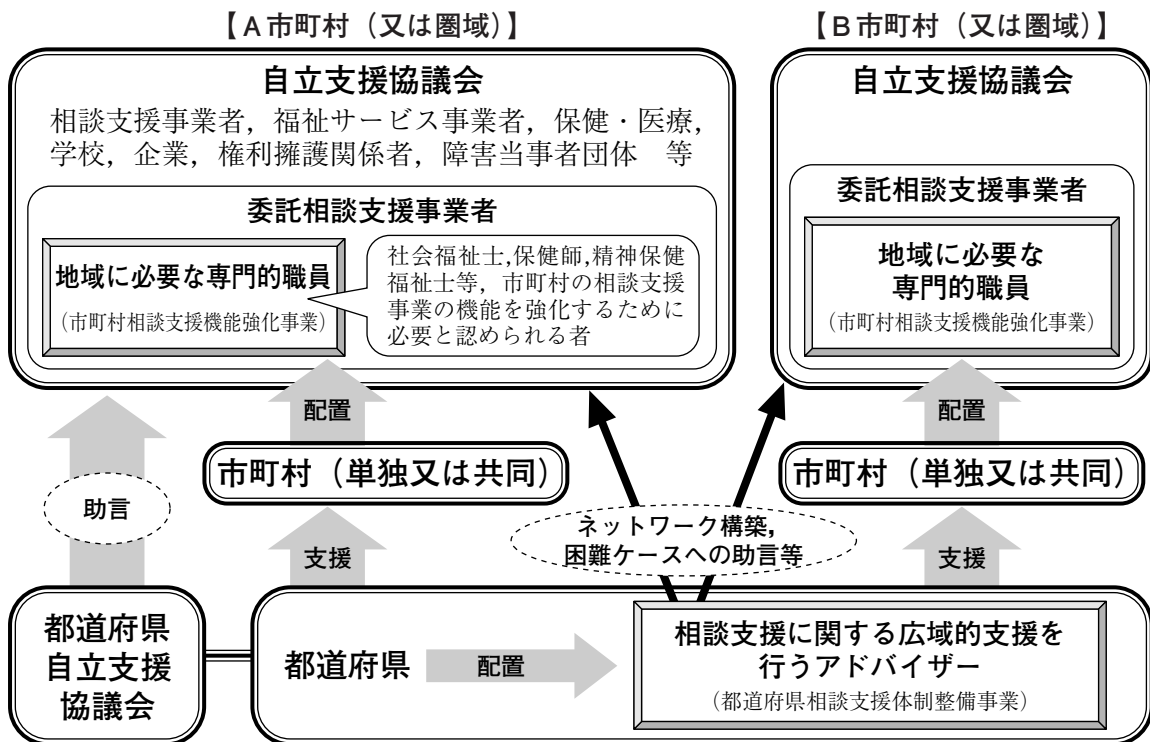 【A市町村（又は圏域）】
自立支援協議会
相談支援事業者，福祉サービス事業者，保健・医療，
学校，企業，権利擁護関係者，障害当事者団体　等
委託相談支援事業者
地域に必要な専門的職員
（市町村相談支援機能強化事業）
社会福祉士,保健師,精神保健
福祉士等，市町村の相談支援
事業の機能を強化するために
必要と認められる者
【B市町村（又は圏域）】
自立支援協議会
委託相談支援事業者
地域に必要な
専門的職員
（市町村相談支援機能強化事業）
配置
配置
市町村（単独又は共同）
市町村（単独又は共同）
助言
支援
ネットワーク構築，
困難ケースへの助言等
支援
都道府県
自立支援
協議会
都道府県
配置
相談支援に関する広域的支援を
行うアドバイザー
（都道府県相談支援体制整備事業）